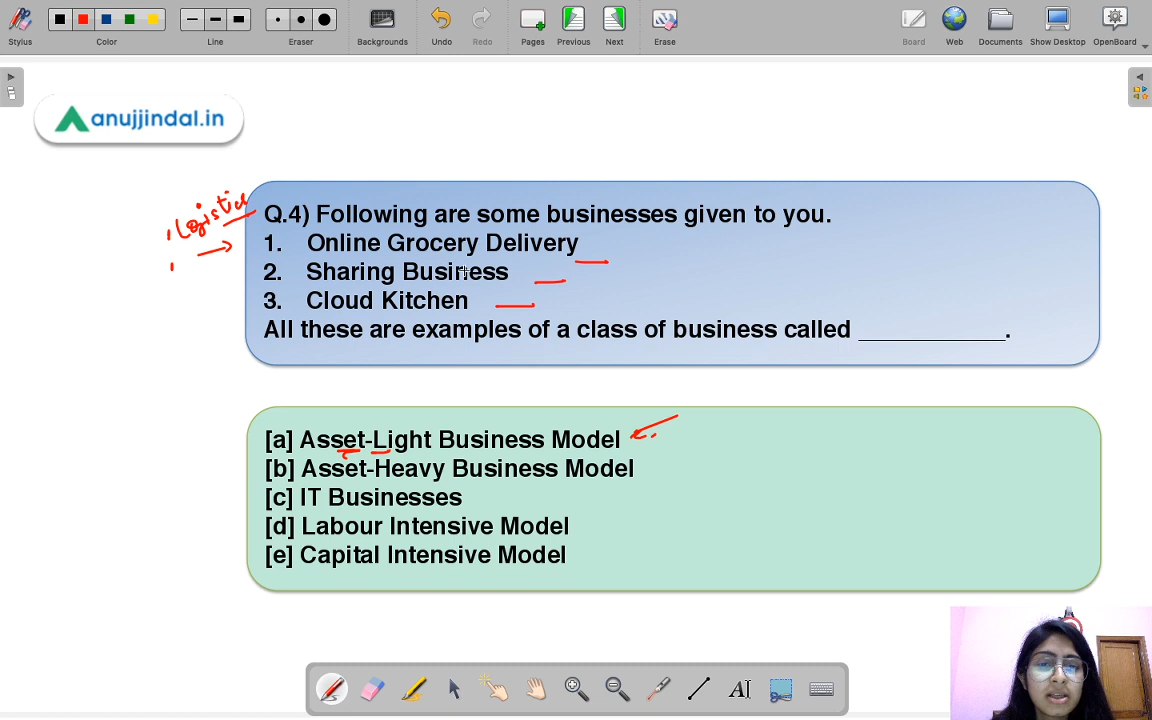 Stylus
Color
Line
Eraser
Backgrounds
Undo
Redo
Pages
Previous
Next
Erase
Board
Web
Documents
Show Desktop
OpenBoard
anujjindal.in
Logistics
Q.4) Following are some businesses given to you.
1. Online Grocery Delivery
2. Sharing Business
3. Cloud Kitchen
All these are examples of a class of business called ____________.
[a] Asset-Light Business Model
[b] Asset-Heavy Business Model
[c] IT Businesses
[d] Labour Intensive Model
[e] Capital Intensive Model